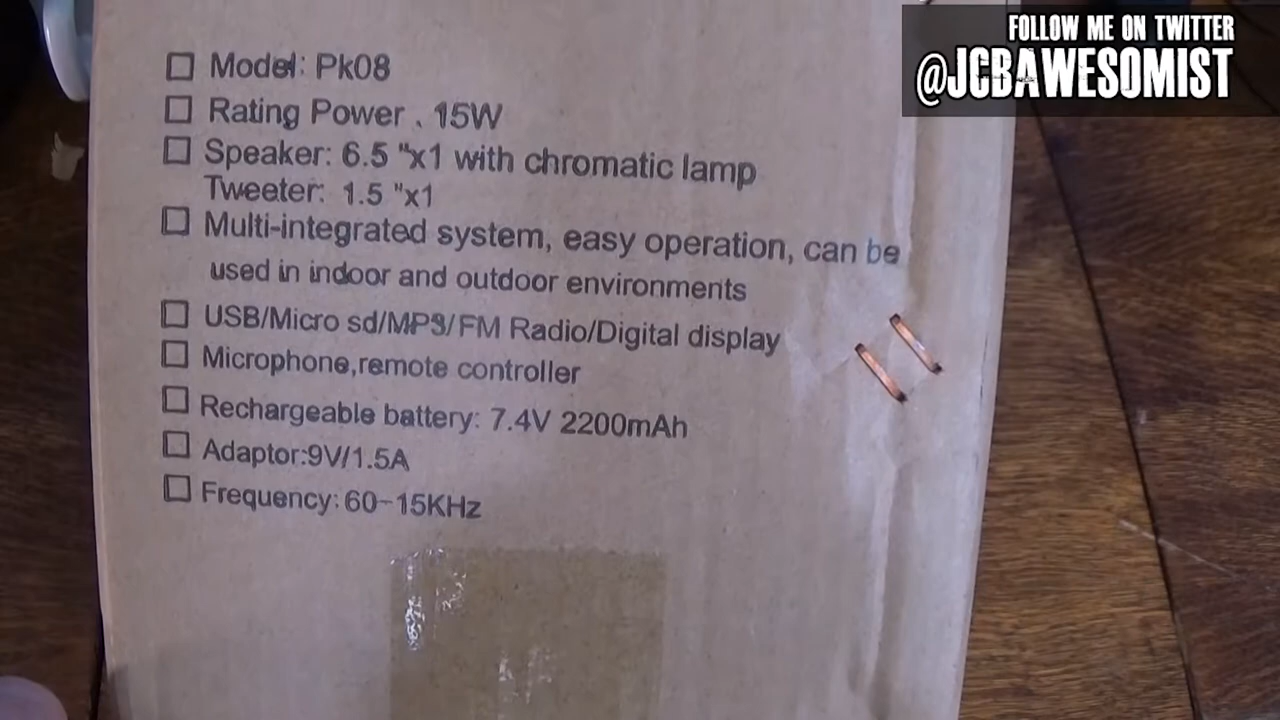 FOLLOW ME ON TWITTER
@JCBAWESOMIST
Model: Pk08
Rating Power . 15W
Speaker: 6.5 "x1 with chromatic lamp
Tweeter: 1.5 "x1
Multi-integrated system, easy operation, can be
used in indoor and outdoor environments
USB/Micro sd/MP3/FM Radio/Digital display
Microphone,remote controller
Rechargeable battery: 7.4V 2200mAh
Adaptor:9V/1.5A
Frequency: 60-15KHz